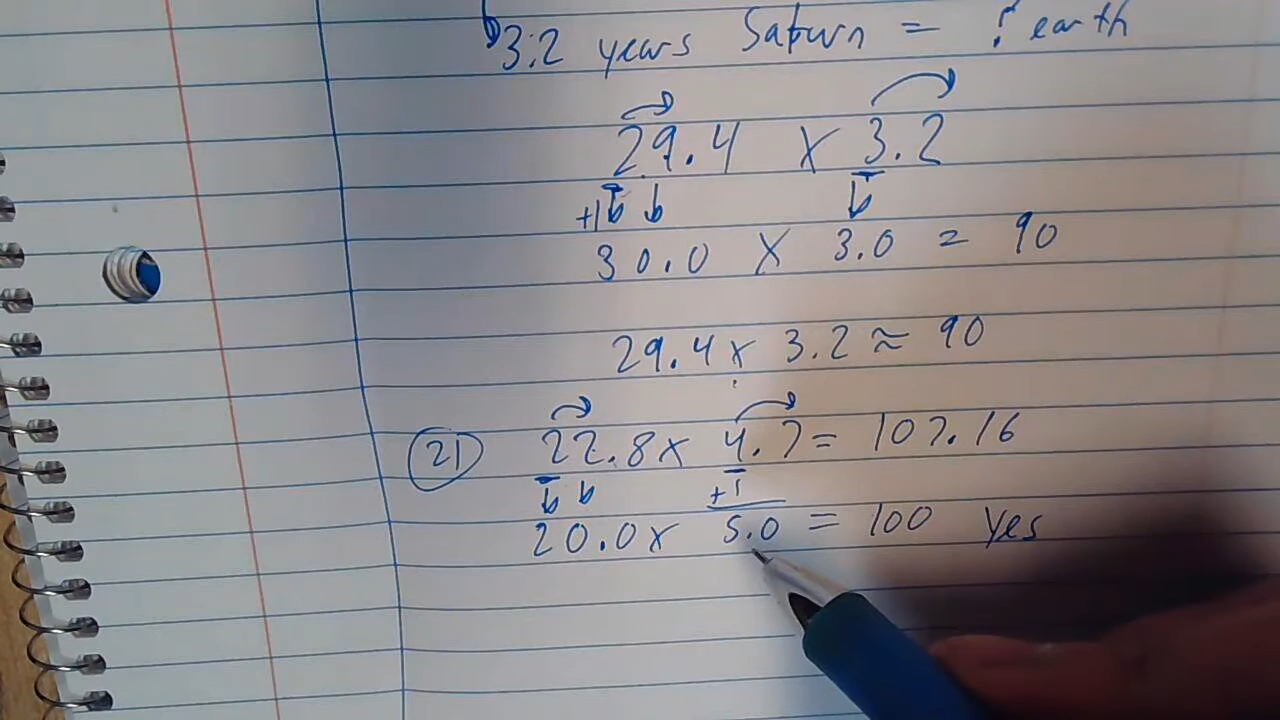 3.2 years Saturn = ? earth
29.4 x 3.2
+1
30.0 x 3.0 = 90
29.4 x 3.2 ≈ 90
21 22.8 x 4.7 = 107.16
+1
20.0 x 5.0 = 100 yes